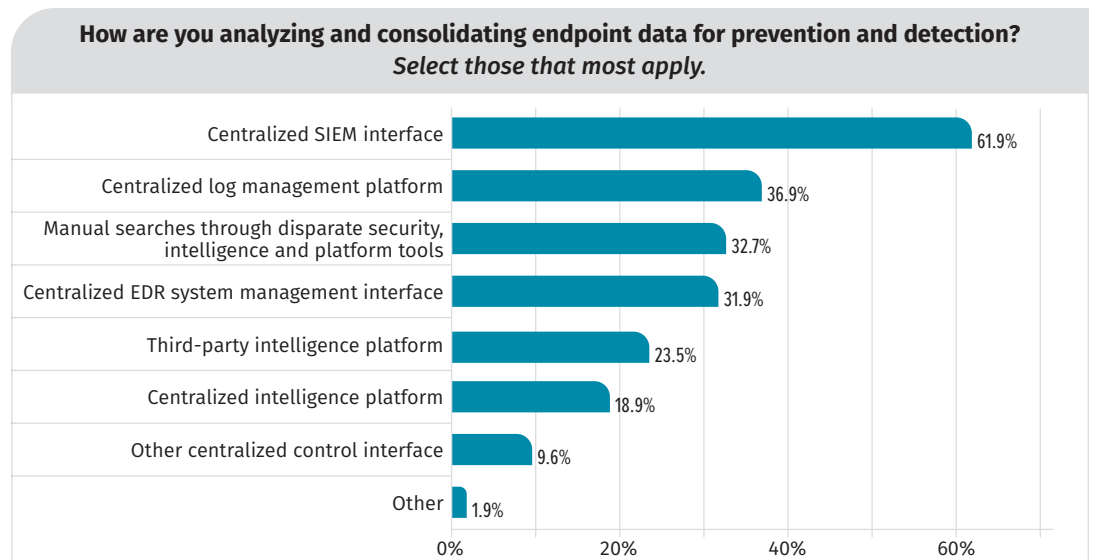 How are you analyzing and consolidating endpoint data for prevention and detection?
Select those that most apply.
Centralized SIEM interface
61.9%
Centralized log management platform
36.9%
Manual searches through disparate security,
intelligence and platform tools
32.7%
Centralized EDR system management interface
31.9%
Third-party intelligence platform
23.5%
Centralized intelligence platform
18.9%
Other centralized control interface
9.6%
Other
1.9%
0% 20% 40% 60%